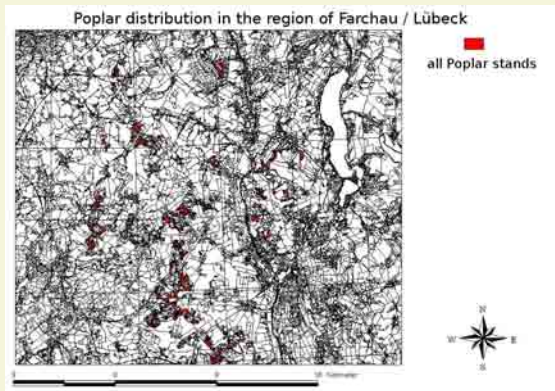 Poplar distribution in the region of Farchau / Lübeck
all Poplar stands
N
W E
S